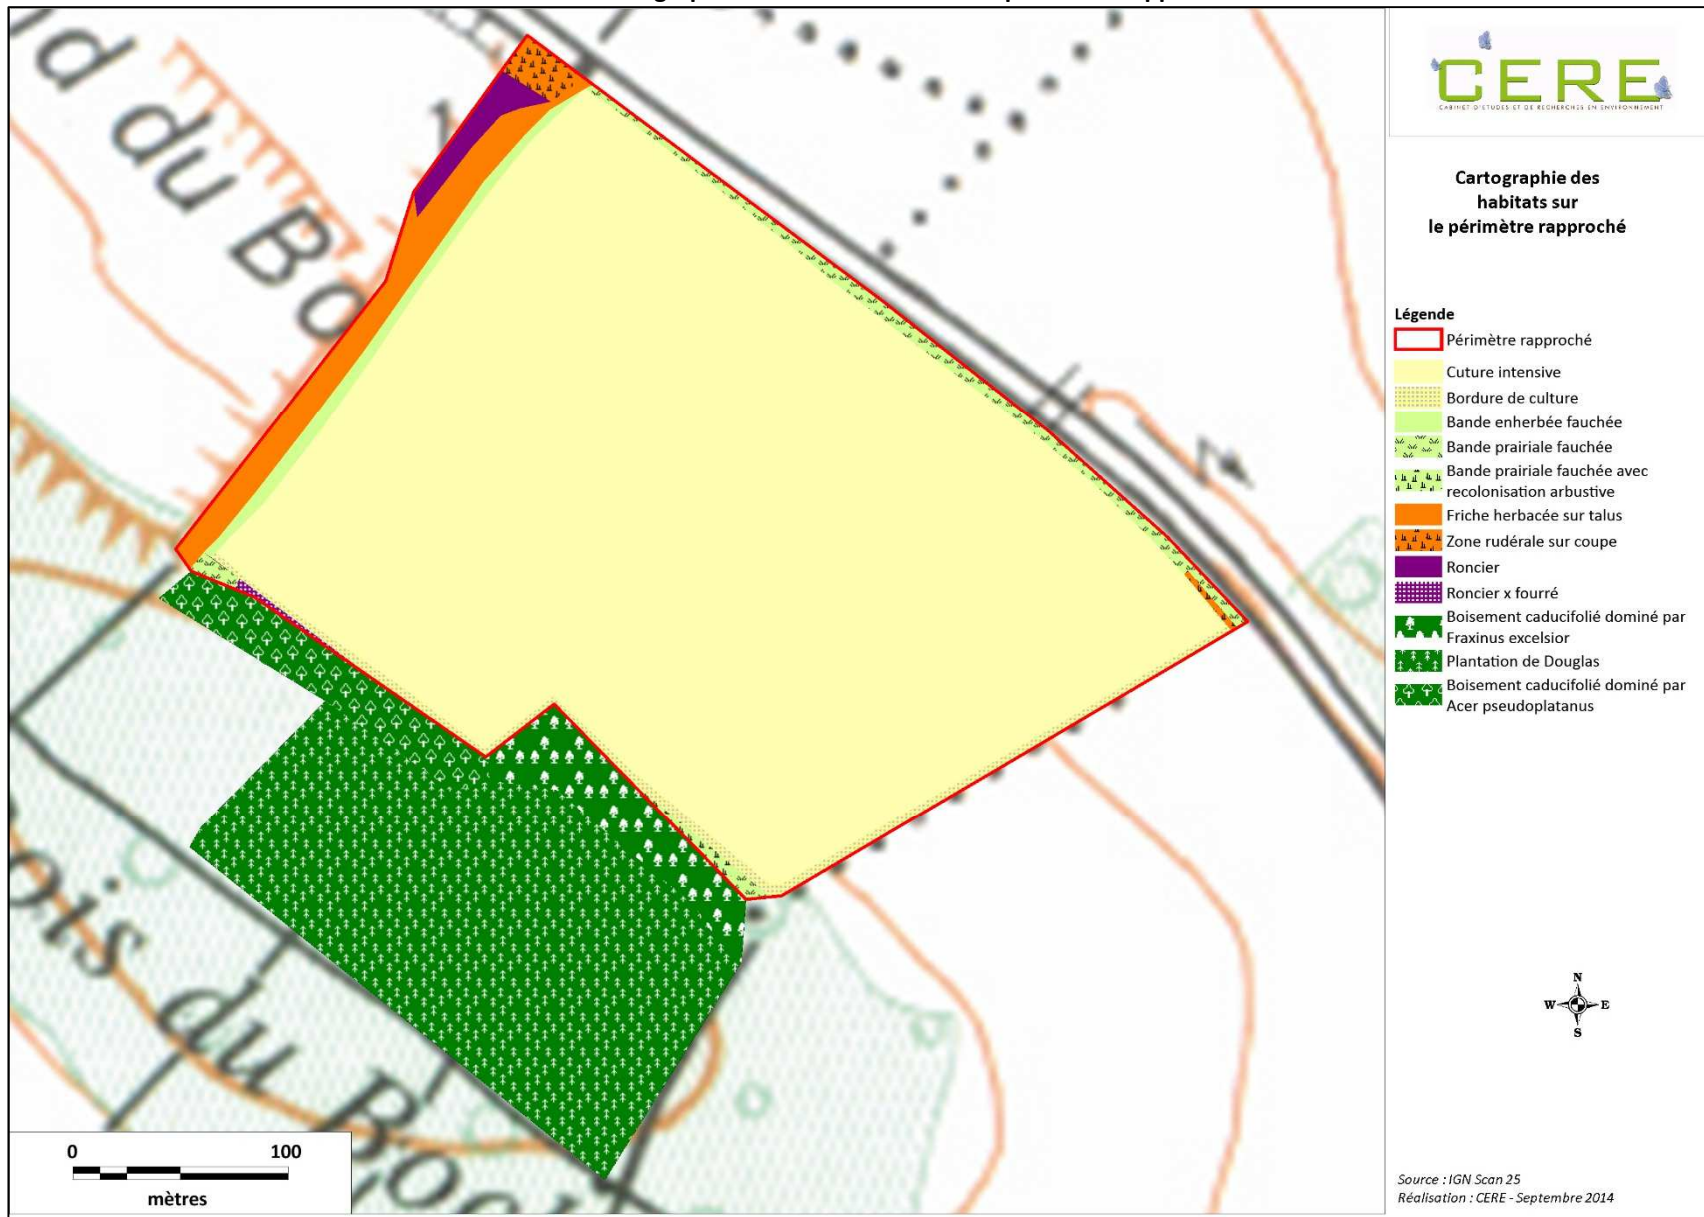 CERE
CABINET D'ETUDES ET DE RECHERCHES EN ENVIRONNEMENT
Cartographie des
habitats sur
le périmètre rapproché
Légende
Périmètre rapproché
Cuture intensive
Bordure de culture
Bande enherbée fauchée
Bande prairiale fauchée
Bande prairiale fauchée avec
recolonisation arbustive
Friche herbacée sur talus
Zone rudérale sur coupe
Roncier
Roncier x fourré
Boisement caducifolié dominé par
Fraxinus excelsior
Plantation de Douglas
Boisement caducifolié dominé par
Acer pseudoplatanus
N
W E
S
Source : IGN Scan 25
Réalisation : CERE - Septembre 2014
d du Bo
ois du Boo
0 100
mètres